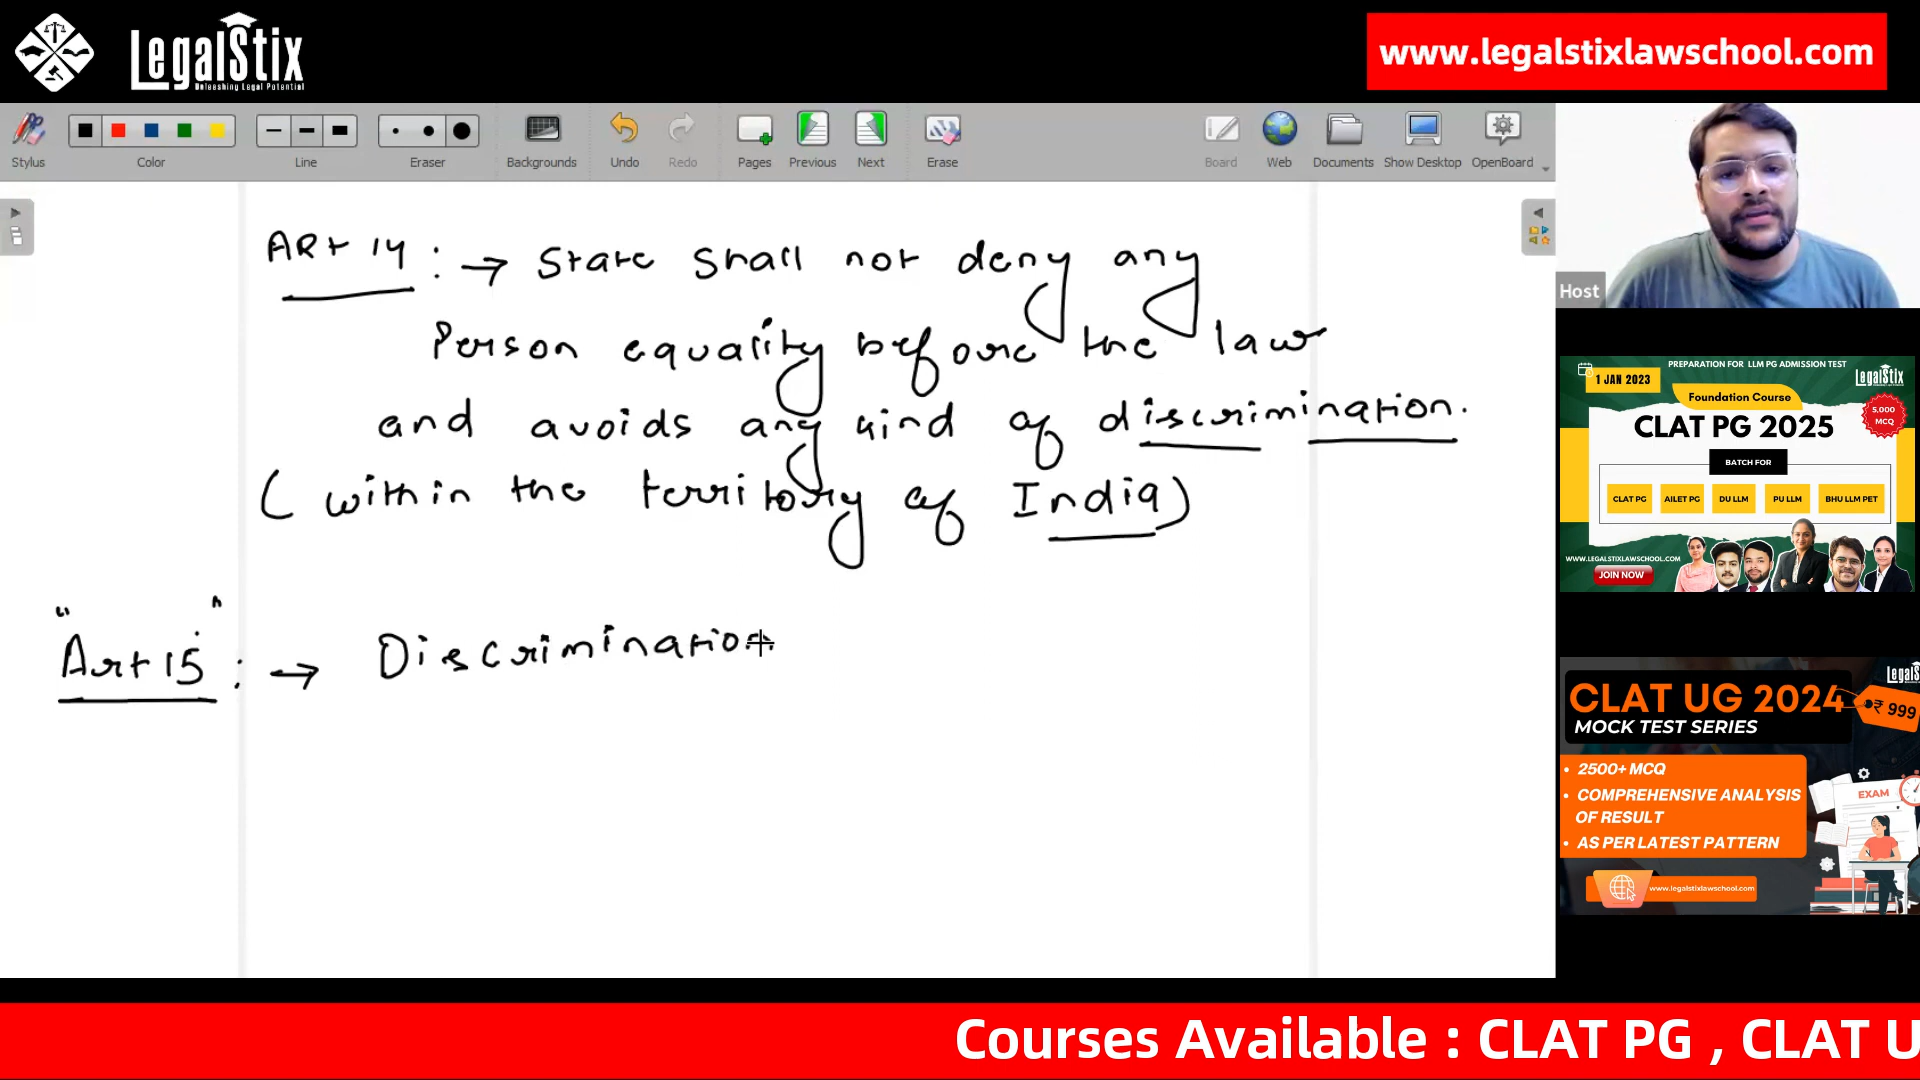 LegalStix
Unleashing Legal Potential
www.legalstixlawschool.com
Stylus
Color
Line
Eraser
Backgrounds
Undo
Redo
Pages
Previous
Next
Erase
Board
Web
Documents
Show Desktop
OpenBoard
ART 14 : → State shall not deny any
Person equality before the law
and avoids any kind of discrimination.
( within the territory of India )
"Art 15" : → Discrimination
Host
PREPARATION FOR LLM PG ADMISSION TEST
1 JAN 2023
LegalStix
Foundation Course
5,000
MCQ
CLAT PG 2025
BATCH FOR
CLAT PG
AILET PG
DU LLM
PU LLM
BHU LLM PET
WWW.LEGALSTIXLAWSCHOOL.COM
JOIN NOW
LegalS
CLAT UG 2024
₹ 999
MOCK TEST SERIES
• 2500+ MCQ
• COMPREHENSIVE ANALYSIS
OF RESULT
• AS PER LATEST PATTERN
EXAM
www.legalstixlawschool.com
Courses Available : CLAT PG , CLAT U